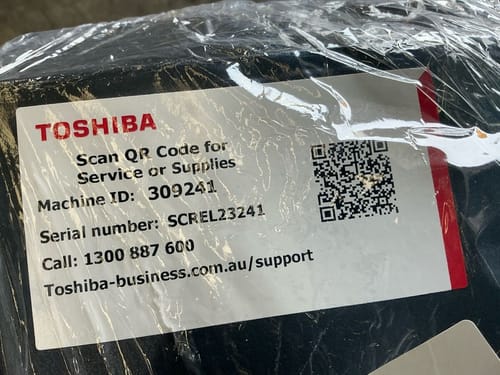 TOSHIBA
Scan QR Code for
Service or Supplies
Machine ID: 309241
Serial number: SCREL23241
Call: 1300 887 600
Toshiba-business.com.au/support